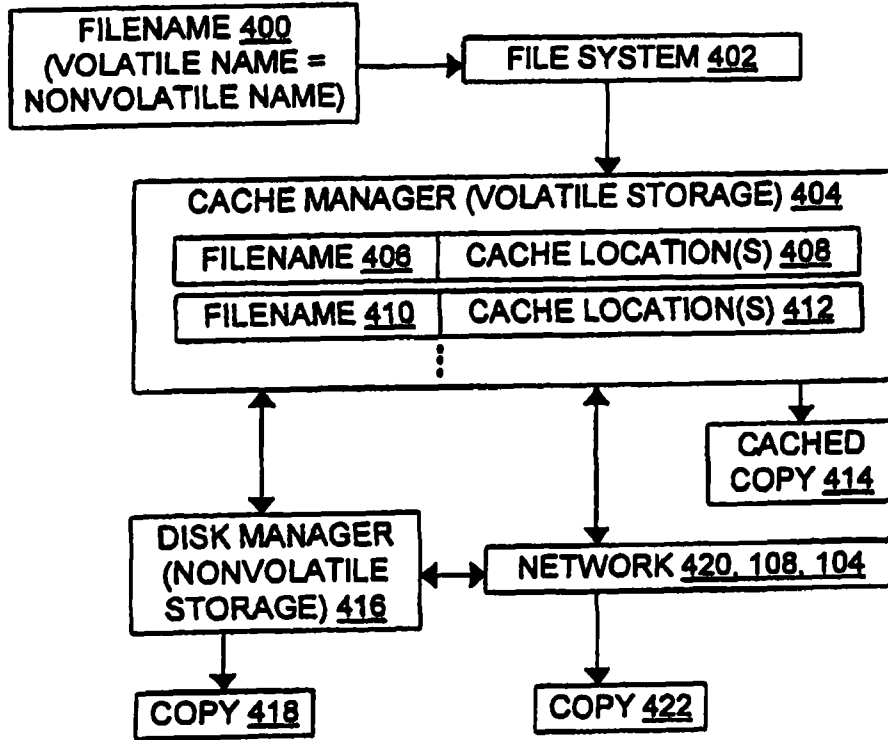 FILENAME 400
(VOLATILE NAME =
NONVOLATILE NAME)
FILE SYSTEM 402
CACHE MANAGER (VOLATILE STORAGE) 404
FILENAME 406 CACHE LOCATION(S) 408
FILENAME 410 CACHE LOCATION(S) 412
CACHED
COPY 414
DISK MANAGER
(NONVOLATILE
STORAGE) 416
NETWORK 420, 108, 104
COPY 418
COPY 422